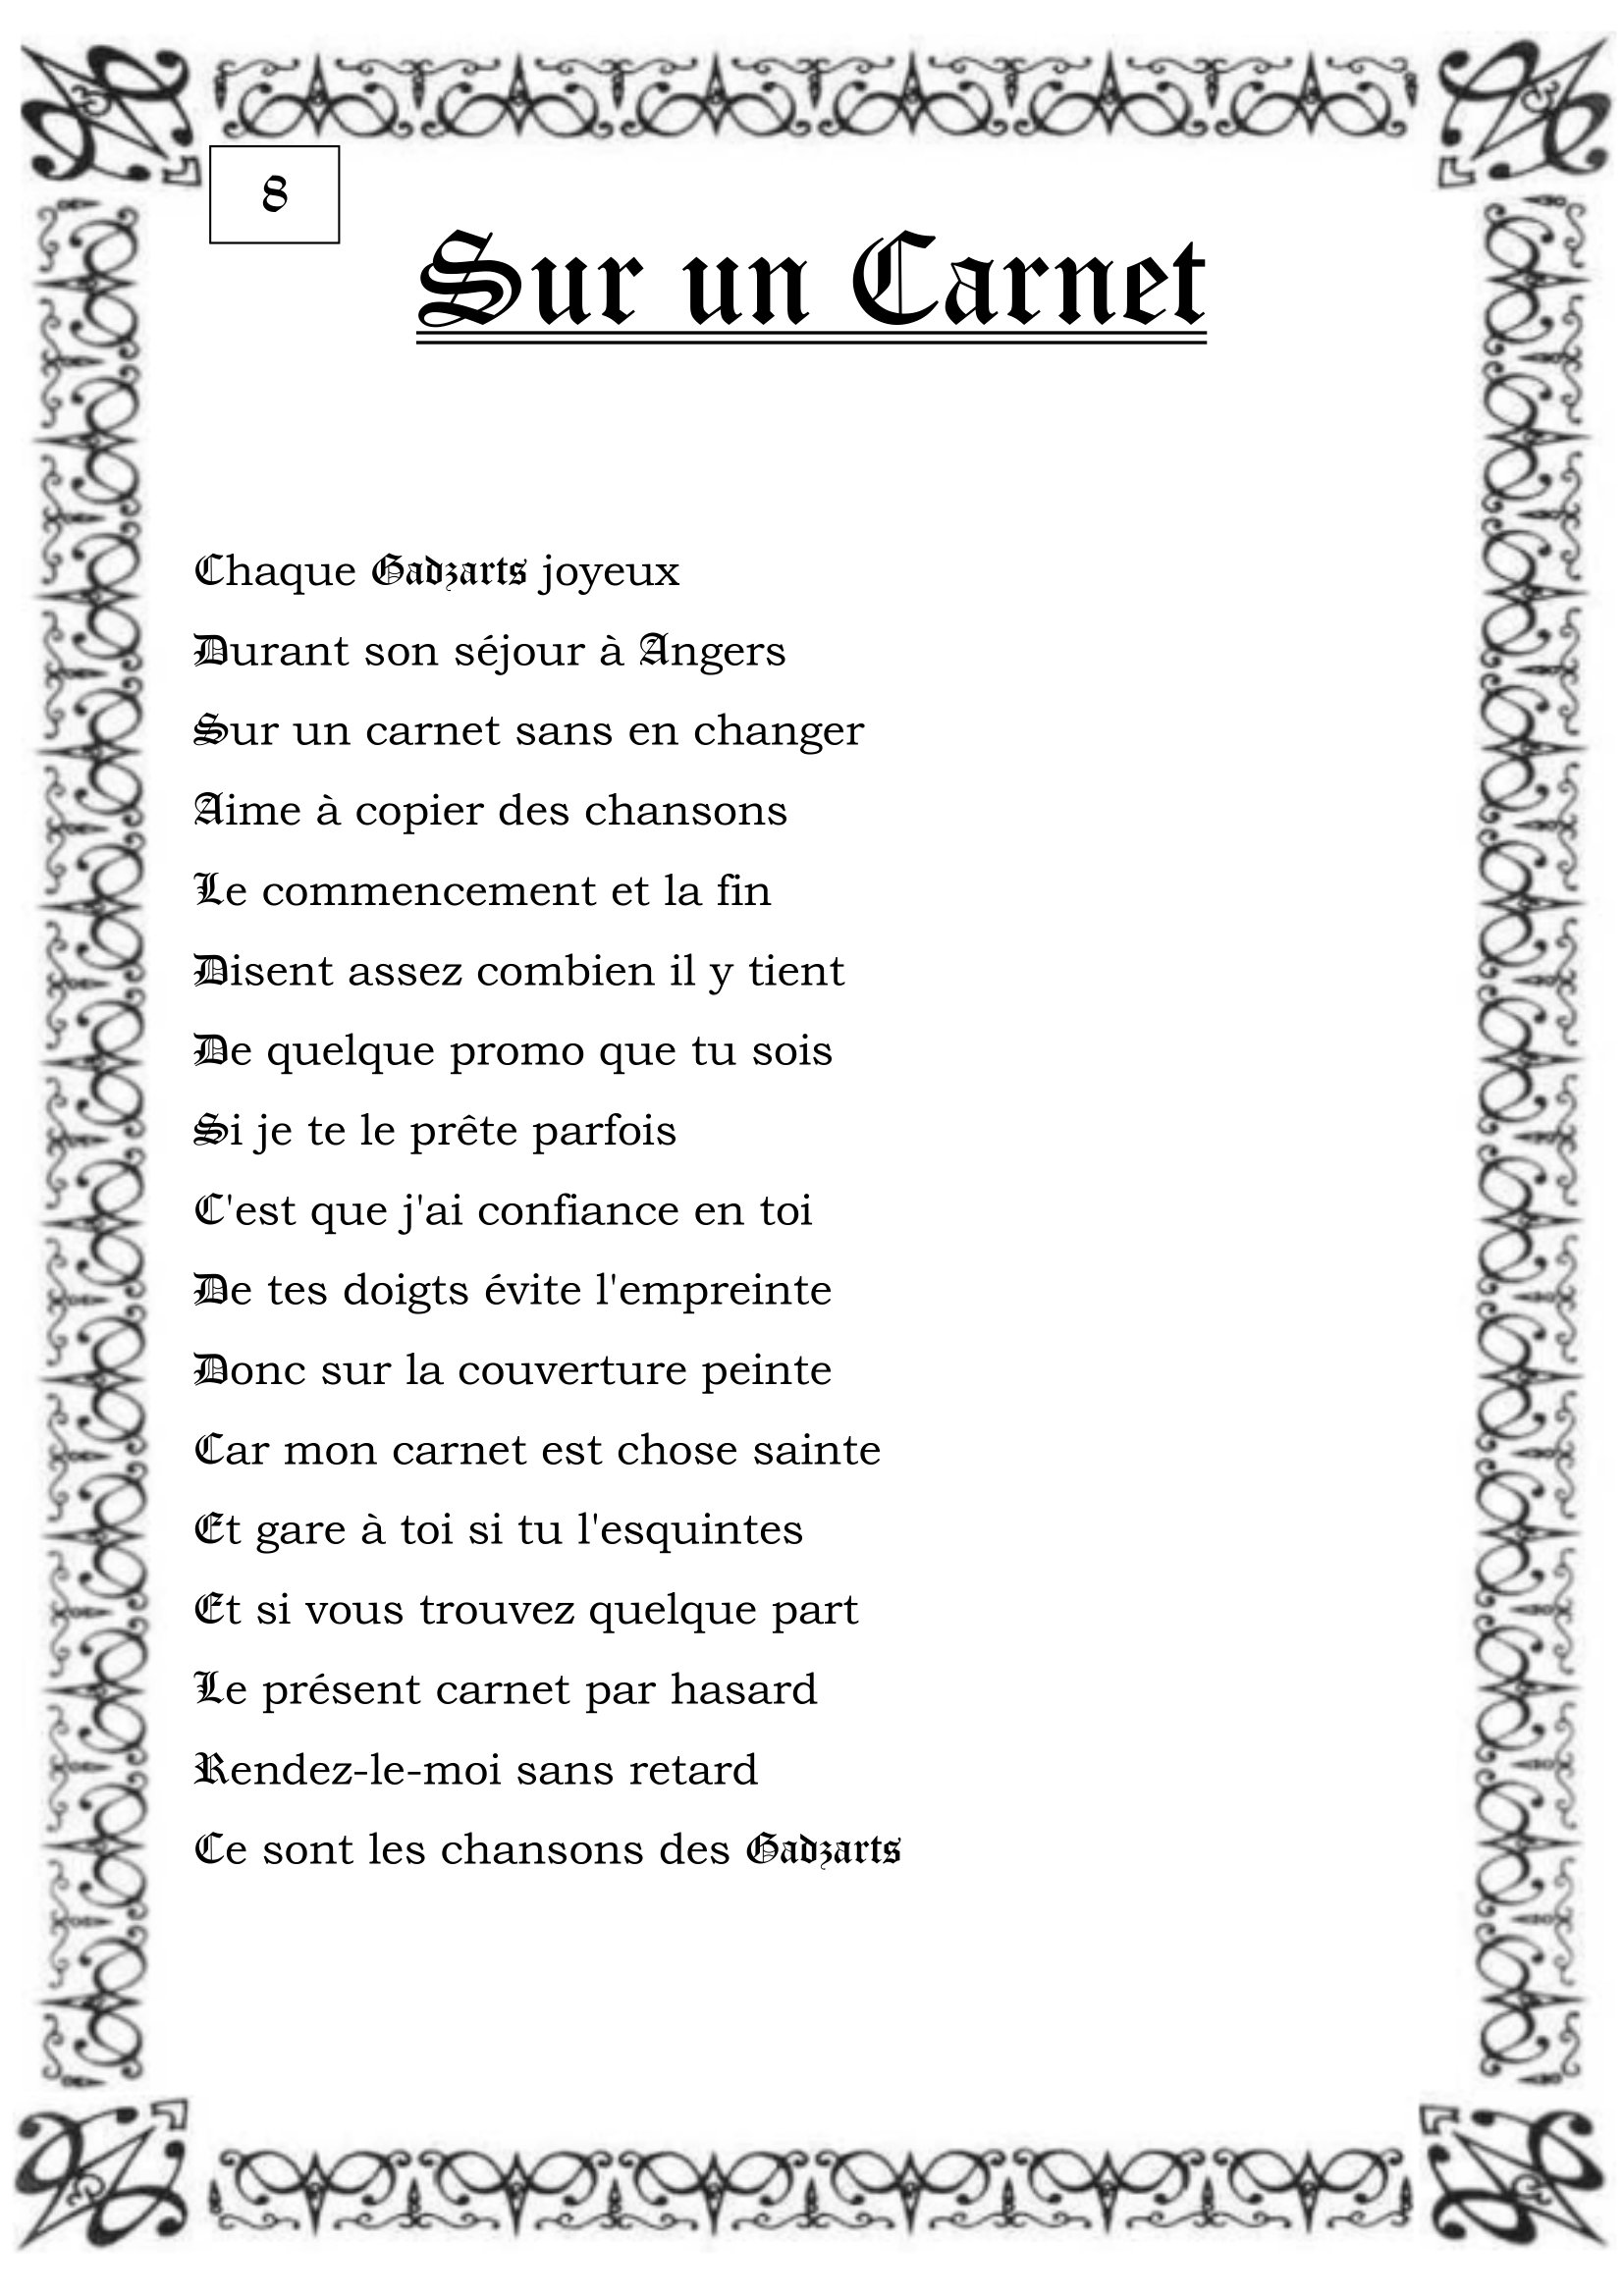 8
Sur un Carnet
Chaque Gadzarts joyeux
Durant son séjour à Angers
Sur un carnet sans en changer
Aime à copier des chansons
Le commencement et la fin
Disent assez combien il y tient
De quelque promo que tu sois
Si je te le prête parfois
C'est que j'ai confiance en toi
De tes doigts évite l'empreinte
Donc sur la couverture peinte
Car mon carnet est chose sainte
Et gare à toi si tu l'esquintes
Et si vous trouvez quelque part
Le présent carnet par hasard
Rendez-le-moi sans retard
Ce sont les chansons des Gadzarts